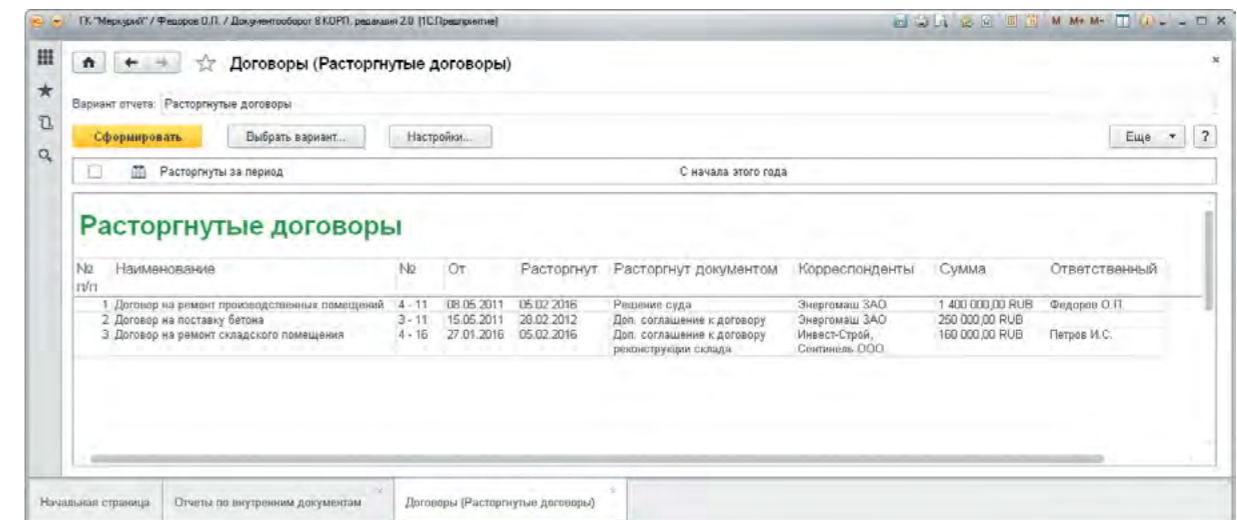 ГК "Меркурий" / Федоров О.П. / Документооборот 8 КОРП, редакция 2.0 (1С:Предприятие)
M M+ M-
Договоры (Расторгнутые договоры)
Вариант отчета: Расторгнутые договоры
Сформировать Выбрать вариант... Настройки... Еще ?
Расторгнуты за период С начала этого года
Расторгнутые договоры
№ п/п Наименование № От Расторгнут Расторгнут документом Корреспонденты Сумма Ответственный
1 Договор на ремонт производственных помещений 4 - 11 08.05.2011 05.02.2016 Решение суда Энергомаш ЗАО 1 400 000,00 RUB Федоров О.П.
2 Договор на поставку бетона 3 - 11 15.05.2011 28.02.2012 Доп. соглашение к договору Энергомаш ЗАО 250 000,00 RUB
3 Договор на ремонт складского помещения 4 - 16 27.01.2016 05.02.2016 Доп. соглашение к договору Инвест-Строй, 160 000,00 RUB Петров И.С.
реконструкции склада Сентинель ООО
Начальная страница Отчеты по внутренним документам Договоры (Расторгнутые договоры)